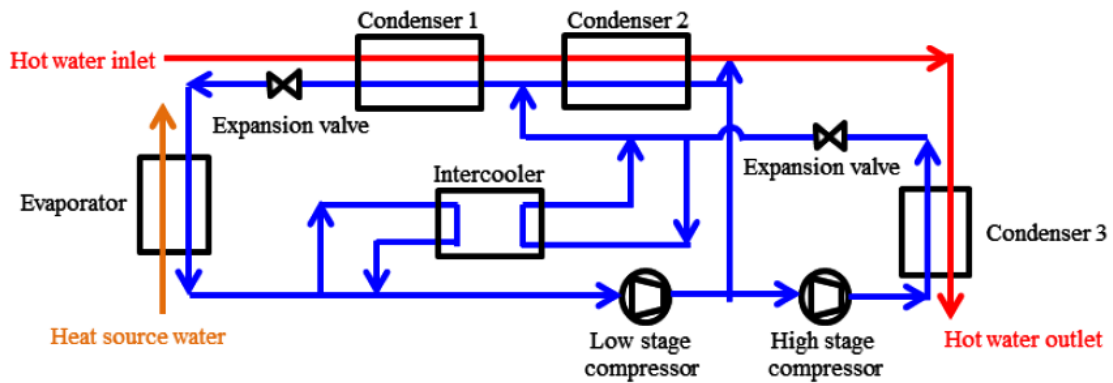 Condenser 1
Condenser 2
Hot water inlet
Expansion valve
Expansion valve
Intercooler
Evaporator
Condenser 3
Heat source water
Low stage
compressor
High stage
compressor
Hot water outlet